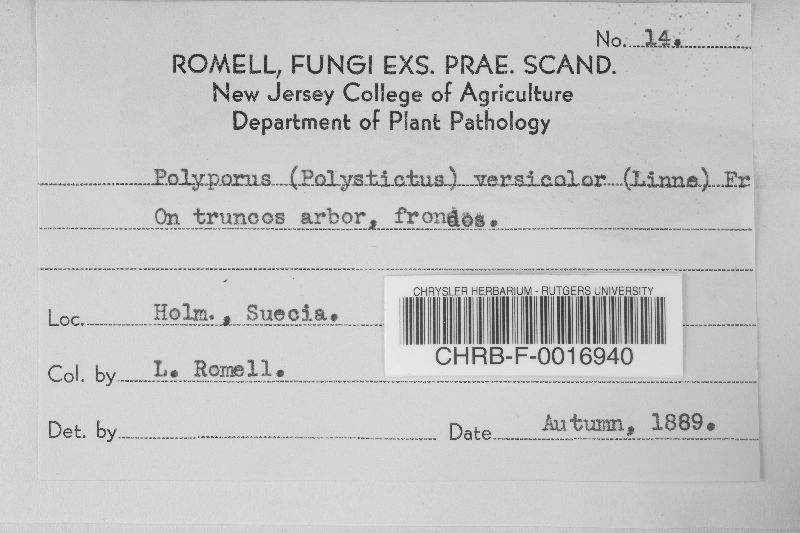 No. 14.
ROMELL, FUNGI EXS. PRAE. SCAND.
New Jersey College of Agriculture
Department of Plant Pathology
Polyporus (Polystictus) versicolor (Linne) Fr
On truncos arbor, frondos.
Loc. Holm., Suecia.
CHRYSLER HERBARIUM - RUTGERS UNIVERSITY
CHRB-F-0016940
Col. by L. Romell.
Det. by
Date Autumn, 1889.